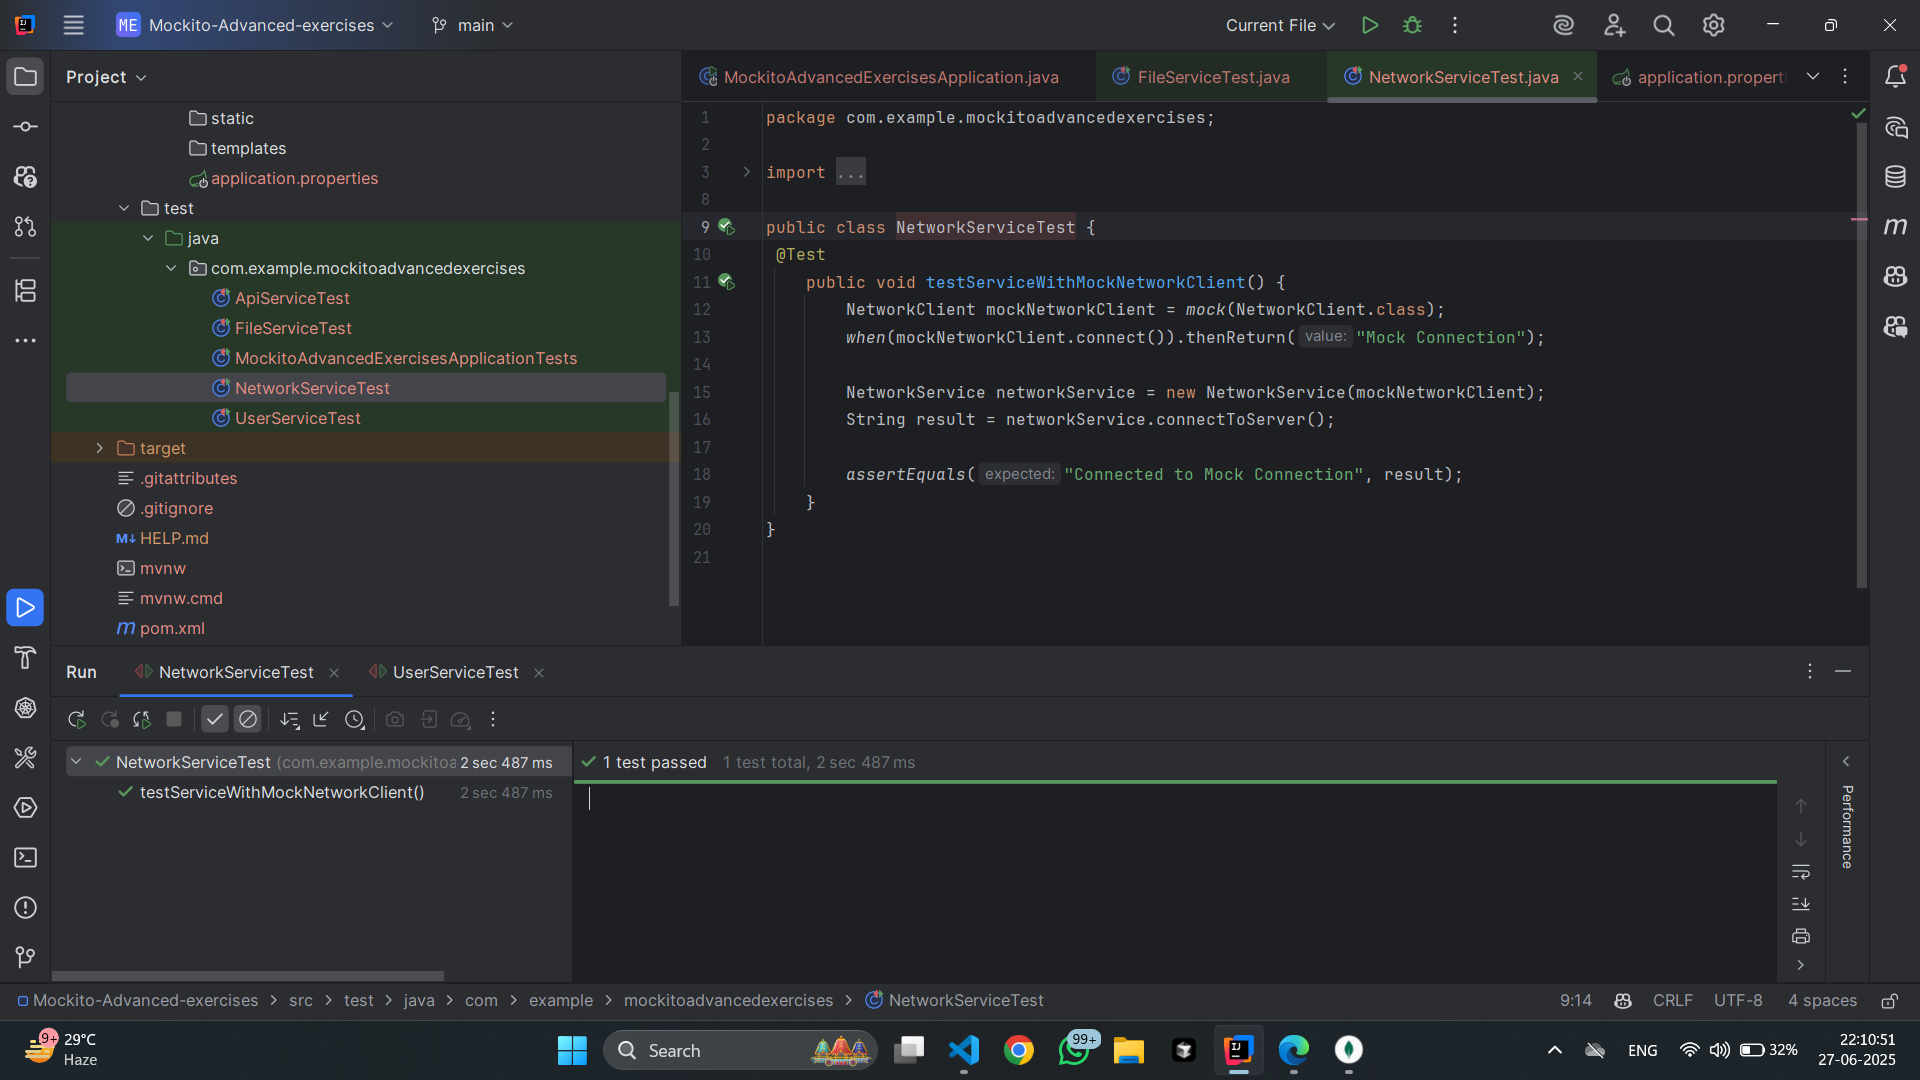 ME Mockito-Advanced-exercises main Current File
Project
static
templates
application.properties
test
java
com.example.mockitoadvancedexercises
ApiServiceTest
FileServiceTest
MockitoAdvancedExercisesApplicationTests
NetworkServiceTest
UserServiceTest
target
.gitattributes
.gitignore
M↓ HELP.md
mvnw
mvnw.cmd
m pom.xml
MockitoAdvancedExercisesApplication.java FileServiceTest.java NetworkServiceTest.java application.propert
1 package com.example.mockitoadvancedexercises;
2
3 import ...
8
9 public class NetworkServiceTest {
10 @Test
11 public void testServiceWithMockNetworkClient() {
12 NetworkClient mockNetworkClient = mock(NetworkClient.class);
13 when(mockNetworkClient.connect()).thenReturn( value: "Mock Connection");
14
15 NetworkService networkService = new NetworkService(mockNetworkClient);
16 String result = networkService.connectToServer();
17
18 assertEquals( expected: "Connected to Mock Connection", result);
19 }
20 }
21
m
Run NetworkServiceTest UserServiceTest
NetworkServiceTest (com.example.mockitoa 2 sec 487 ms
testServiceWithMockNetworkClient() 2 sec 487 ms
1 test passed 1 test total, 2 sec 487 ms
Performance
Mockito-Advanced-exercises > src > test > java > com > example > mockitoadvancedexercises > NetworkServiceTest
9:14 CRLF UTF-8 4 spaces
9+ 29°C
Haze
Search
99+
ENG
32%
22:10:51
27-06-2025